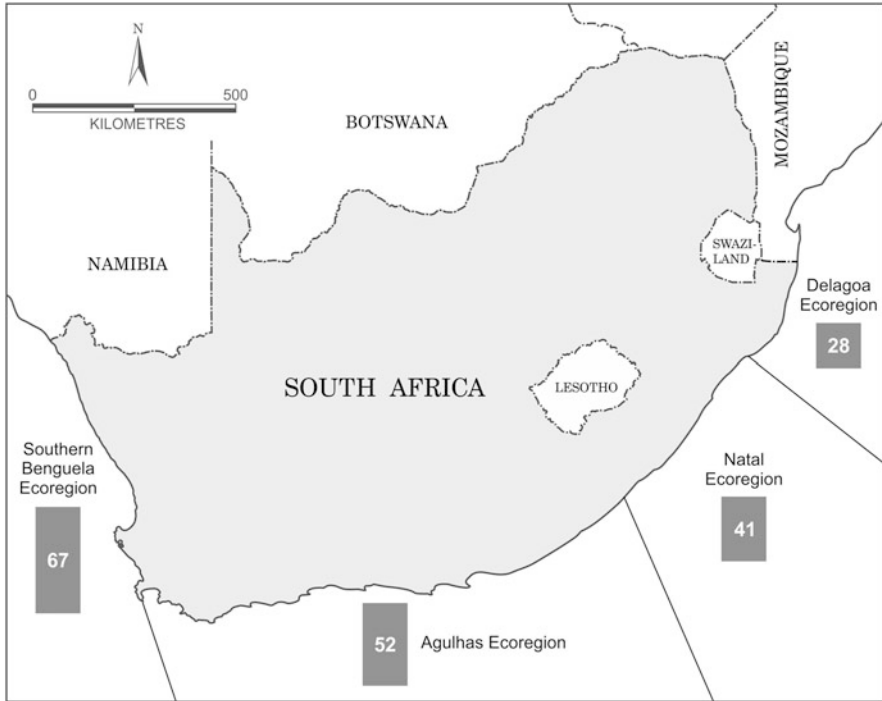 N
0 500
KILOMETRES
BOTSWANA
MOZAMBIQUE
NAMIBIA
SWAZI-
LAND
Delagoa
Ecoregion
28
SOUTH AFRICA
LESOTHO
Southern
Benguela
Ecoregion
67
Natal
Ecoregion
41
52
Agulhas Ecoregion